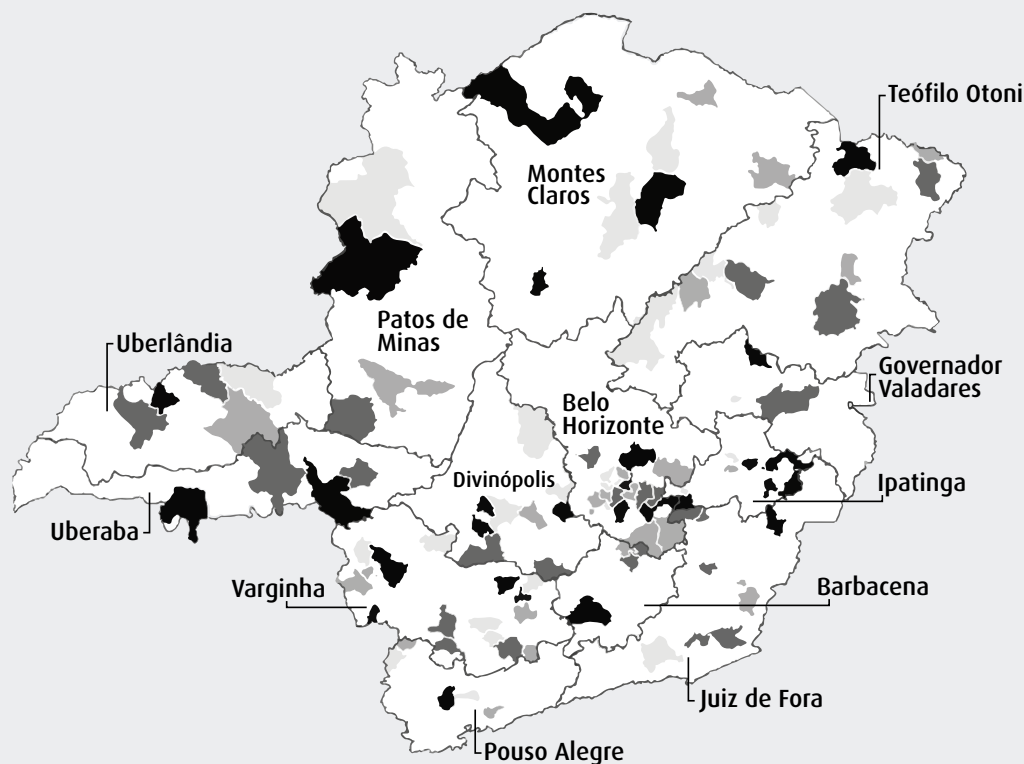 Teófilo Otoni
Montes
Claros
Patos de
Minas
Uberlândia
Governador
Valadares
Belo
Horizonte
Divinópolis
Ipatinga
Uberaba
Varginha
Barbacena
Juiz de Fora
Pouso Alegre